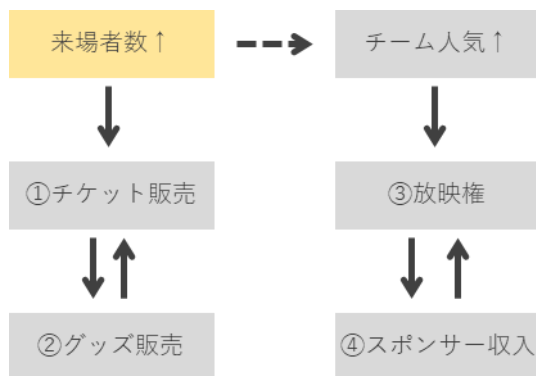 来場者数↑
チーム人気↑
①チケット販売
③放映権
②グッズ販売
④スポンサー収入